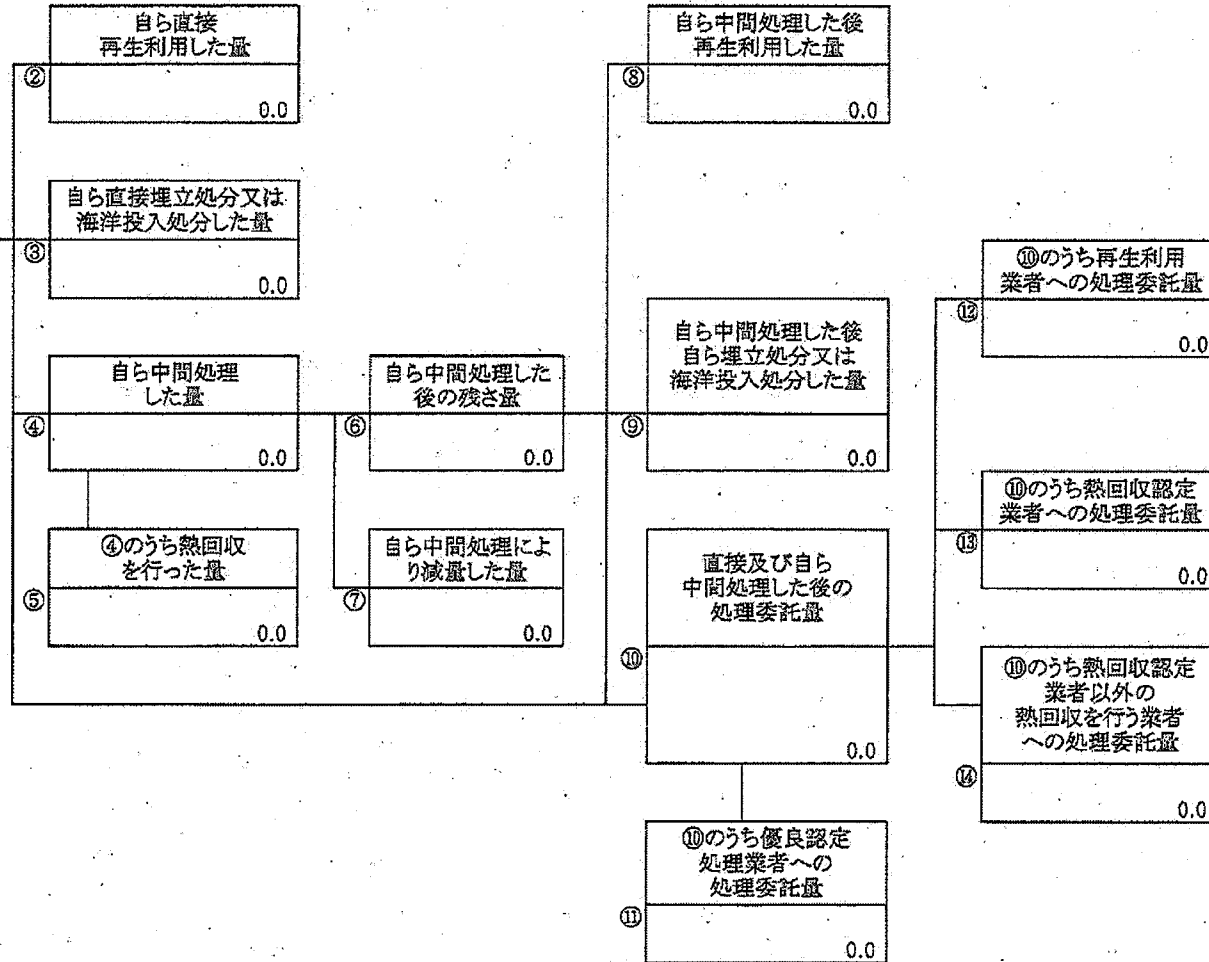 自ら直接
再生利用した量
②
0.0
自ら中間処理した後
再生利用した量
⑧
0.0
自ら直接埋立処分又は
海洋投入処分した量
③
0.0
⑩のうち再生利用
業者への処理委託量
⑫
0.0
自ら中間処理
した量
④
0.0
自ら中間処理した
後の残さ量
⑥
0.0
自ら中間処理した後
自ら埋立処分又は
海洋投入処分した量
⑨
0.0
⑩のうち熱回収認定
業者への処理委託量
⑬
0.0
④のうち熱回収
を行った量
⑤
0.0
自ら中間処理によ
り減量した量
⑦
0.0
直接及び自ら
中間処理した後の
処理委託量
⑩
0.0
⑩のうち熱回収認定
業者以外の
熱回収を行う業者
への処理委託量
⑭
0.0
⑩のうち優良認定
処理業者への
処理委託量
⑪
0.0